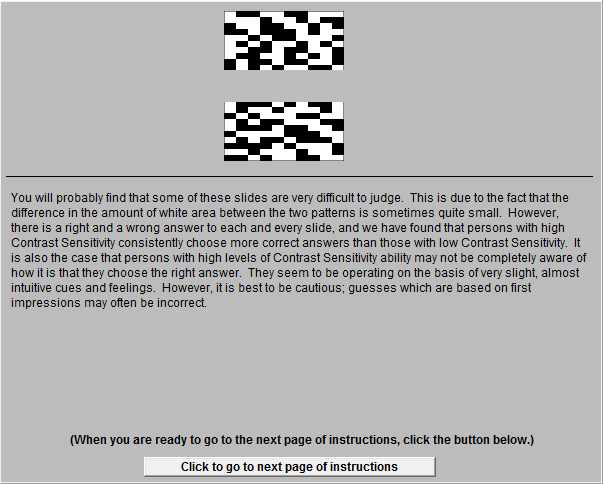 You will probably find that some of these slides are very difficult to judge.  This is due to the fact that the
difference in the amount of white area between the two patterns is sometimes quite small.  However,
there is a right and a wrong answer to each and every slide, and we have found that persons with high
Contrast Sensitivity consistently choose more correct answers than those with low Contrast Sensitivity.  It
is also the case that persons with high levels of Contrast Sensitivity ability may not be completely aware of
how it is that they choose the right answer.  They seem to be operating on the basis of very slight, almost
intuitive cues and feelings.  However, it is best to be cautious; guesses which are based on first
impressions may often be incorrect.
(When you are ready to go to the next page of instructions, click the button below.)
Click to go to next page of instructions